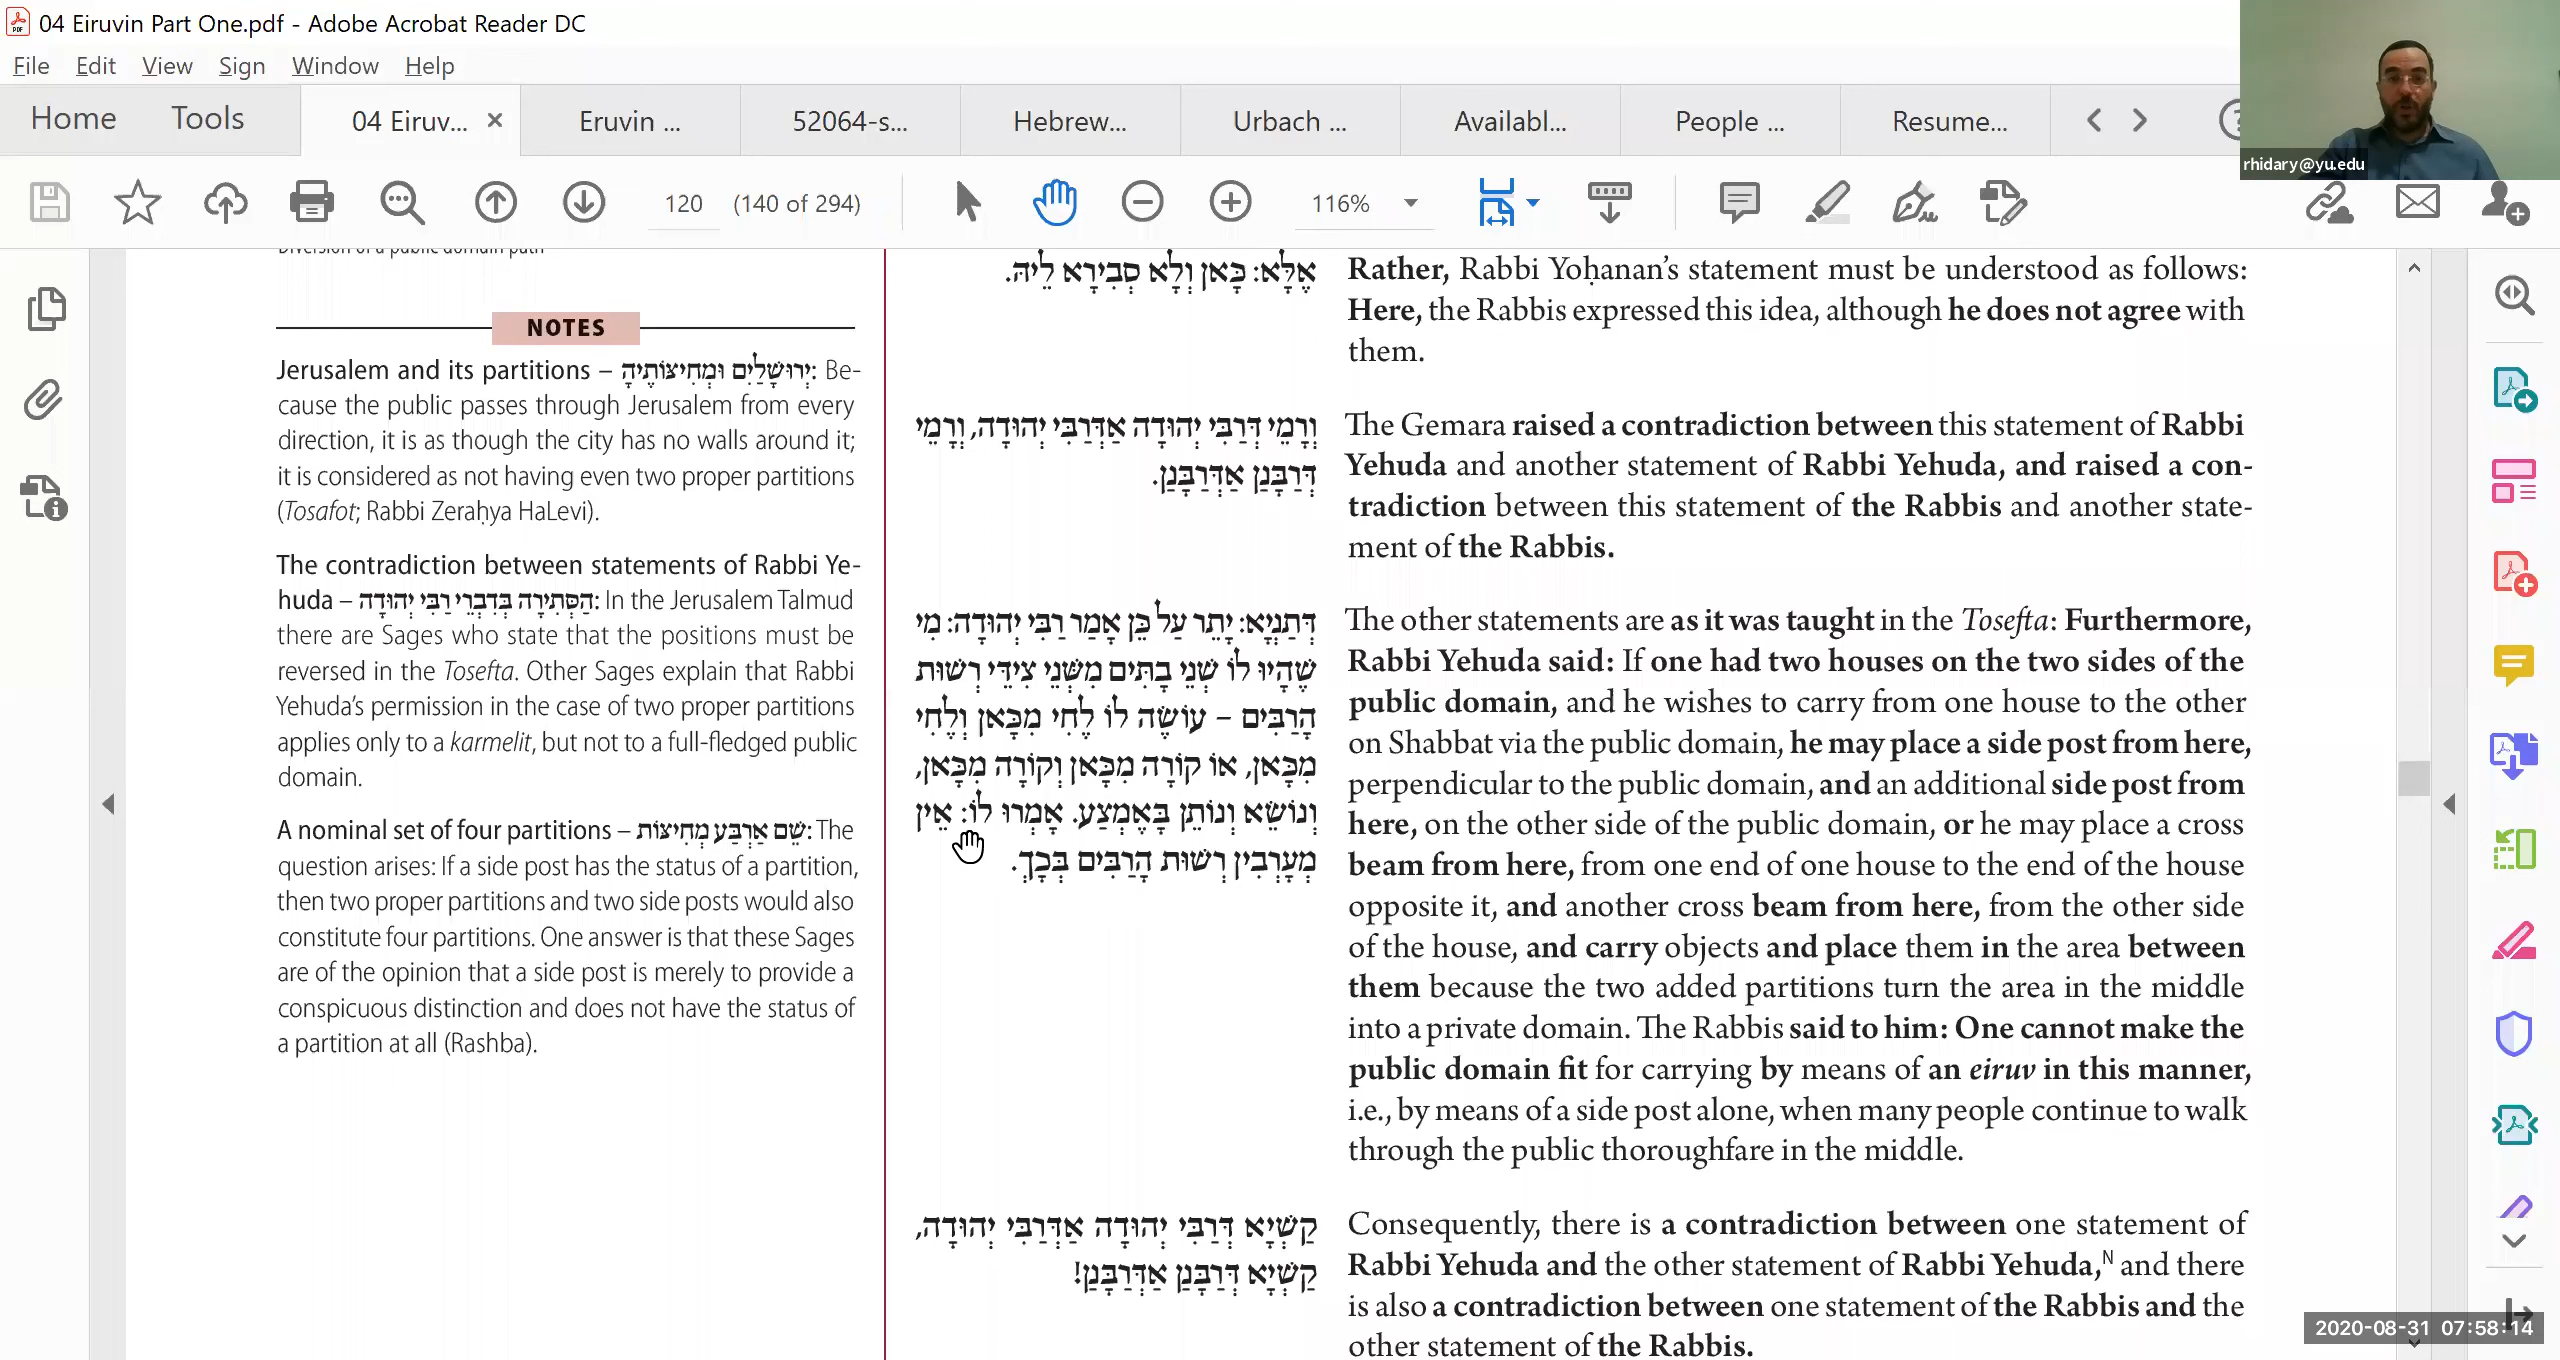 04 Eiruvin Part One.pdf - Adobe Acrobat Reader DC
File Edit View Sign Window Help
rhidary@yu.edu
Home Tools 04 Eiruv... × Eruvin ... 52064-s... Hebrew... Urbach ... Availabl... People ... Resume...
120 (140 of 294) 116%
Diversion of a public domain path
NOTES
Jerusalem and its partitions – יְרוּשָׁלַיִם וּמְחִיצּוֹתֶיהָ: Be-
cause the public passes through Jerusalem from every
direction, it is as though the city has no walls around it;
it is considered as not having even two proper partitions
(Tosafot; Rabbi Zeraḥya HaLevi).
The contradiction between statements of Rabbi Ye-
huda – הַסְּתִירָה בְּדִבְרֵי רַבִּי יְהוּדָה: In the Jerusalem Talmud
there are Sages who state that the positions must be
reversed in the Tosefta. Other Sages explain that Rabbi
Yehuda’s permission in the case of two proper partitions
applies only to a karmelit, but not to a full-fledged public
domain.
A nominal set of four partitions – שֵׁם אַרְבַּע מְחִיצּוֹת: The
question arises: If a side post has the status of a partition,
then two proper partitions and two side posts would also
constitute four partitions. One answer is that these Sages
are of the opinion that a side post is merely to provide a
conspicuous distinction and does not have the status of
a partition at all (Rashba).
אֶלָּא: כָּאן וְלָא סְבִירָא לֵיהּ.
וְרָמֵי דְּרַבִּי יְהוּדָה אַדְּרַבִּי יְהוּדָה, וְרָמֵי
דְּרַבָּנַן אַדְּרַבָּנַן.
דְּתַנְיָא: יָתֵר עַל כֵּן אָמַר רַבִּי יְהוּדָה: מִי
שֶׁהָיוּ לוֹ שְׁנֵי בָתִּים מִשְּׁנֵי צִידֵּי רְשׁוּת
הָרַבִּים – עוֹשֶׂה לוֹ לֶחִי מִכָּאן וְלֶחִי
מִכָּאן, אוֹ קוֹרָה מִכָּאן וְקוֹרָה מִכָּאן,
וְנוֹשֵׂא וְנוֹתֵן בָּאֶמְצַע. אָמְרוּ לוֹ: אֵין
מְעָרְבִין רְשׁוּת הָרַבִּים בְּכָךְ.
קַשְׁיָא דְּרַבִּי יְהוּדָה אַדְּרַבִּי יְהוּדָה,
קַשְׁיָא דְּרַבָּנַן אַדְּרַבָּנַן!
Rather, Rabbi Yoḥanan’s statement must be understood as follows:
Here, the Rabbis expressed this idea, although he does not agree with
them.
The Gemara raised a contradiction between this statement of Rabbi
Yehuda and another statement of Rabbi Yehuda, and raised a con-
tradiction between this statement of the Rabbis and another state-
ment of the Rabbis.
The other statements are as it was taught in the Tosefta: Furthermore,
Rabbi Yehuda said: If one had two houses on the two sides of the
public domain, and he wishes to carry from one house to the other
on Shabbat via the public domain, he may place a side post from here,
perpendicular to the public domain, and an additional side post from
here, on the other side of the public domain, or he may place a cross
beam from here, from one end of one house to the end of the house
opposite it, and another cross beam from here, from the other side
of the house, and carry objects and place them in the area between
them because the two added partitions turn the area in the middle
into a private domain. The Rabbis said to him: One cannot make the
public domain fit for carrying by means of an eiruv in this manner,
i.e., by means of a side post alone, when many people continue to walk
through the public thoroughfare in the middle.
Consequently, there is a contradiction between one statement of
Rabbi Yehuda and the other statement of Rabbi Yehuda,N and there
is also a contradiction between one statement of the Rabbis and the
other statement of the Rabbis.
2020-08-31 07:58:14